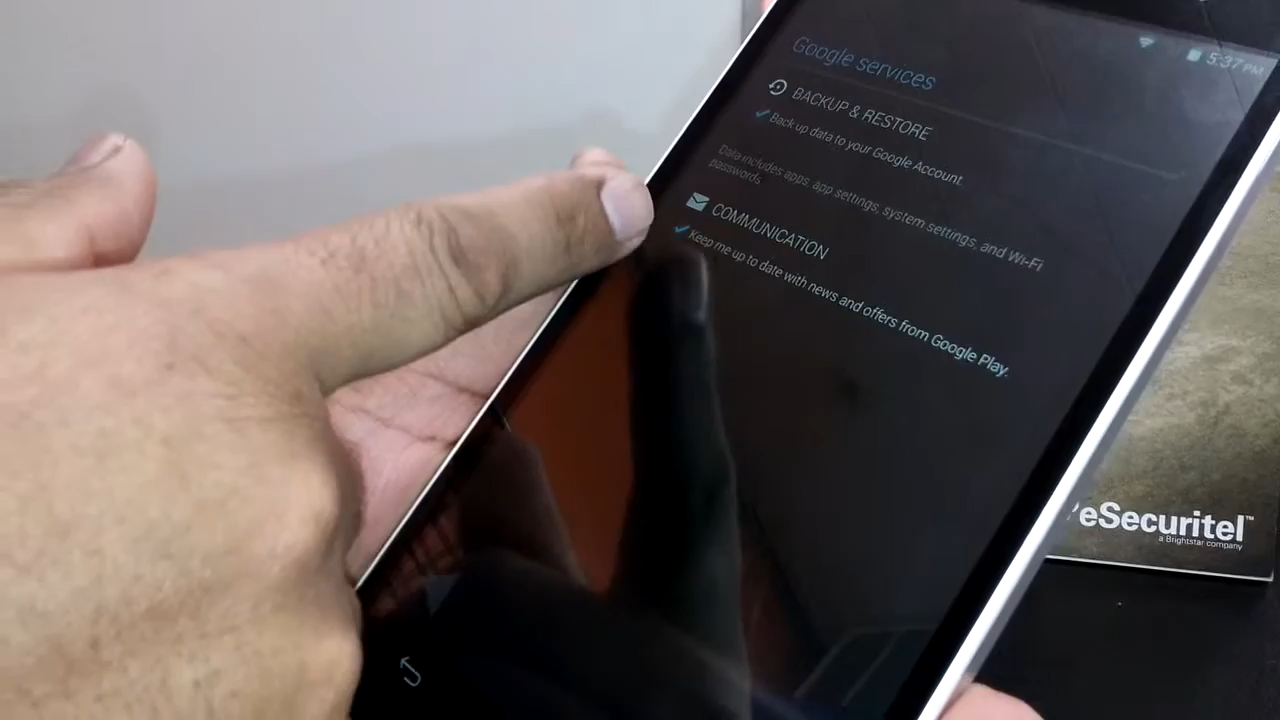 5:37 PM
Google services
BACKUP & RESTORE
Back up data to your Google Account.
Data includes apps, app settings, system settings, and Wi-Fi
passwords
COMMUNICATION
Keep me up to date with news and offers from Google Play.
eSecuritel™
a Brightstar company